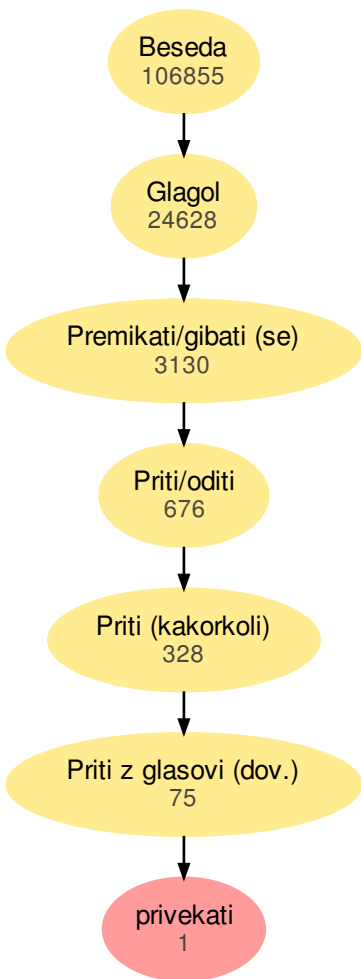 Beseda
106855
Glagol
24628
Premikati/gibati (se)
3130
Priti/oditi
676
Priti (kakorkoli)
328
Priti z glasovi (dov.)
75
privekati
1